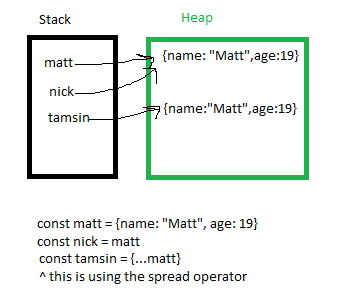 Stack
Heap
matt
nick
tamsin
{name: "Matt",age:19}
{name:"Matt",age:19}
const matt = {name: "Matt", age: 19}
const nick = matt
const tamsin = {...matt}
^ this is using the spread operator